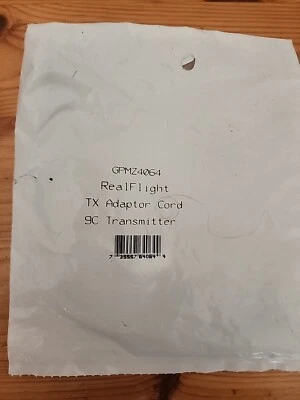 GPMZ4064
RealFlight
TX Adaptor Cord
9C Transmitter